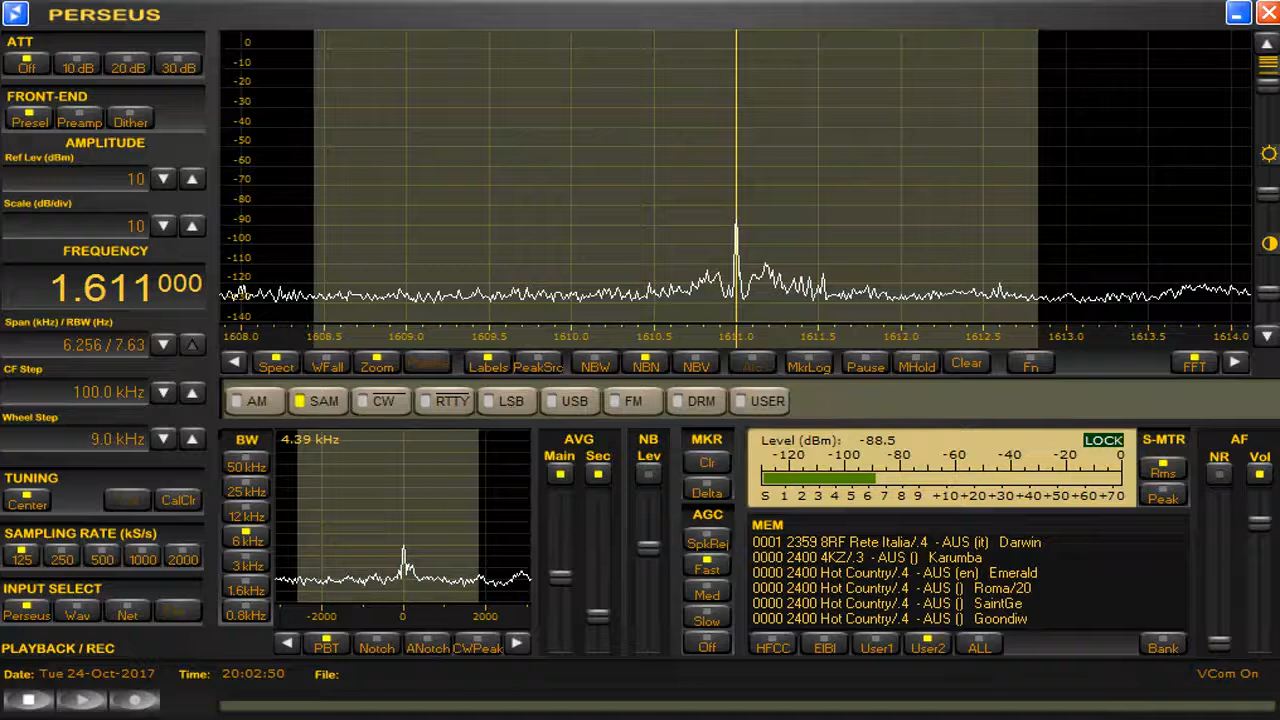 PERSEUS
ATT
Off 10 dB 20 dB 30 dB
FRONT-END
Presel Preamp Dither
AMPLITUDE
Ref Lev (dBm)
10
Scale (dB/div)
10
FREQUENCY
1.611000
Span (kHz) / RBW (Hz)
6.256 / 7.63
CF Step
100.0 kHz
Wheel Step
9.0 kHz
TUNING
Center CalClr
SAMPLING RATE (kS/s)
125 250 500 1000 2000
INPUT SELECT
Perseus Wav Net
PLAYBACK / REC
0
-10
-20
-30
-40
-50
-60
-70
-80
-90
-100
-110
-120
-130
-140
1608.0 1608.5 1609.0 1609.5 1610.0 1610.5 1611.0 1611.5 1612.0 1612.5 1613.0 1613.5 1614.0
Spect WFall Zoom Labels PeakSrc NBW NBN NBV MkrLog Pause MHold Clear Fn FFT
AM SAM CW RTTY LSB USB FM DRM USER
BW
50 kHz
25 kHz
12 kHz
6 kHz
3 kHz
1.6kHz
0.8kHz
4.39 kHz
-2000 0 2000
PBT Notch ANotch CWPeak
AVG
Main Sec
NB
Lev
MKR
Clr
Delta
AGC
SpkRej
Fast
Med
Slow
Off
Level (dBm): -88.5 LOCK
-120 -100 -80 -60 -40 -20 0
S 1 2 3 4 5 6 7 8 9 +10 +20 +30 +40 +50 +60 +70
S-MTR
Rms
Peak
AF
NR Vol
MEM
0001 2359 8RF Rete Italia/.4 - AUS (it) Darwin
0000 2400 4KZ/.3 - AUS () Karumba
0000 2400 Hot Country/.4 - AUS (en) Emerald
0000 2400 Hot Country/.4 - AUS () Roma/20
0000 2400 Hot Country/.4 - AUS () SaintGe
0000 2400 Hot Country/.4 - AUS () Goondiw
HFCC EIBI User1 User2 ALL Bank
Date: Tue 24-Oct-2017 Time: 20:02:50 File: VCom On